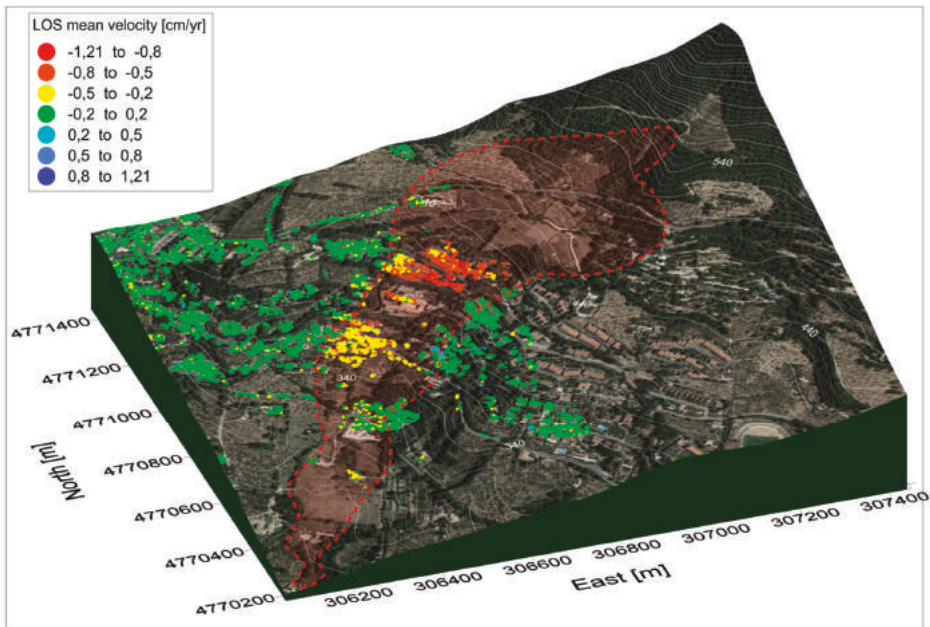 LOS mean velocity [cm/yr]
-1,21 to -0,8
-0,8 to -0,5
-0,5 to -0,2
-0,2 to 0,2
0,2 to 0,5
0,5 to 0,8
0,8 to 1,21
540
440
340
340
4771400
4771200
4771000
4770800
4770600
4770400
4770200
North [m]
306200
306400
306600
306800
307000
307200
307400
East [m]